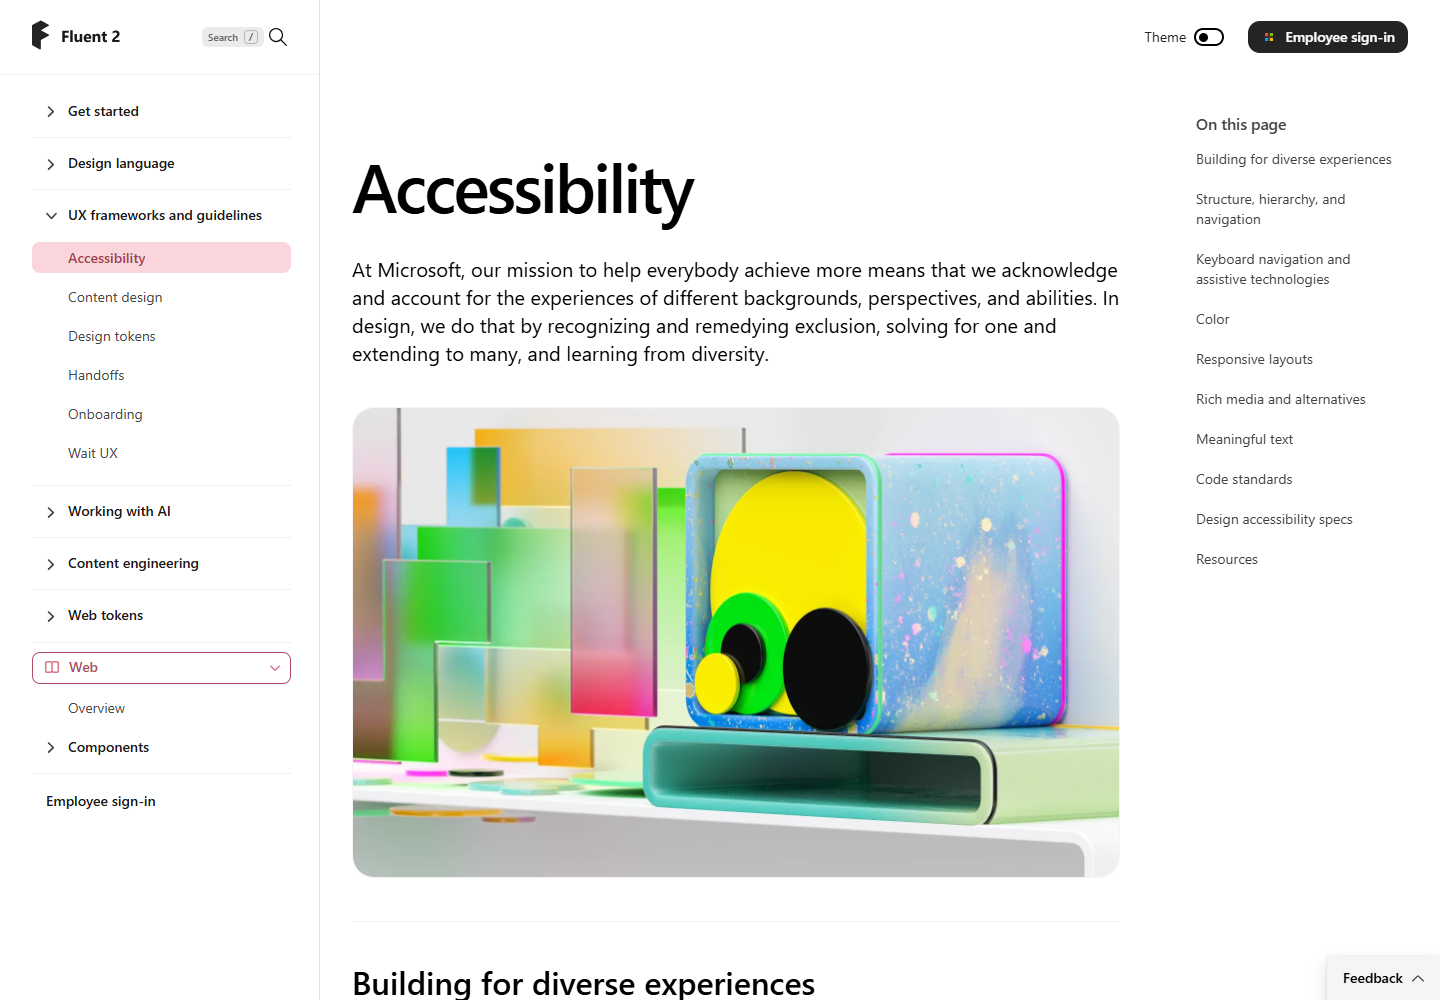 Fluent 2
Search /
Theme
Employee sign-in
Get started
Design language
UX frameworks and guidelines
Accessibility
Content design
Design tokens
Handoffs
Onboarding
Wait UX
Working with AI
Content engineering
Web tokens
Web
Overview
Components
Employee sign-in
Accessibility
At Microsoft, our mission to help everybody achieve more means that we acknowledge
and account for the experiences of different backgrounds, perspectives, and abilities. In
design, we do that by recognizing and remedying exclusion, solving for one and
extending to many, and learning from diversity.
Building for diverse experiences
On this page
Building for diverse experiences
Structure, hierarchy, and
navigation
Keyboard navigation and
assistive technologies
Color
Responsive layouts
Rich media and alternatives
Meaningful text
Code standards
Design accessibility specs
Resources
Feedback